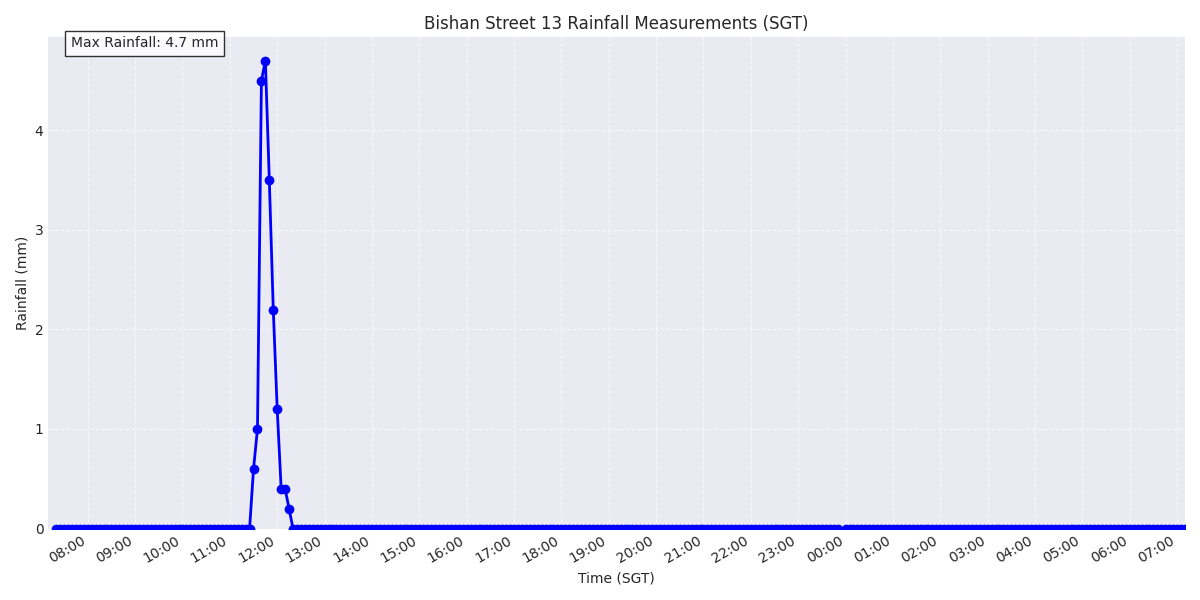 Bishan Street 13 Rainfall Measurements (SGT)
Max Rainfall: 4.7 mm
Rainfall (mm)
4
3
2
1
0
08:00 09:00 10:00 11:00 12:00 13:00 14:00 15:00 16:00 17:00 18:00 19:00 20:00 21:00 22:00 23:00 00:00 01:00 02:00 03:00 04:00 05:00 06:00 07:00
Time (SGT)